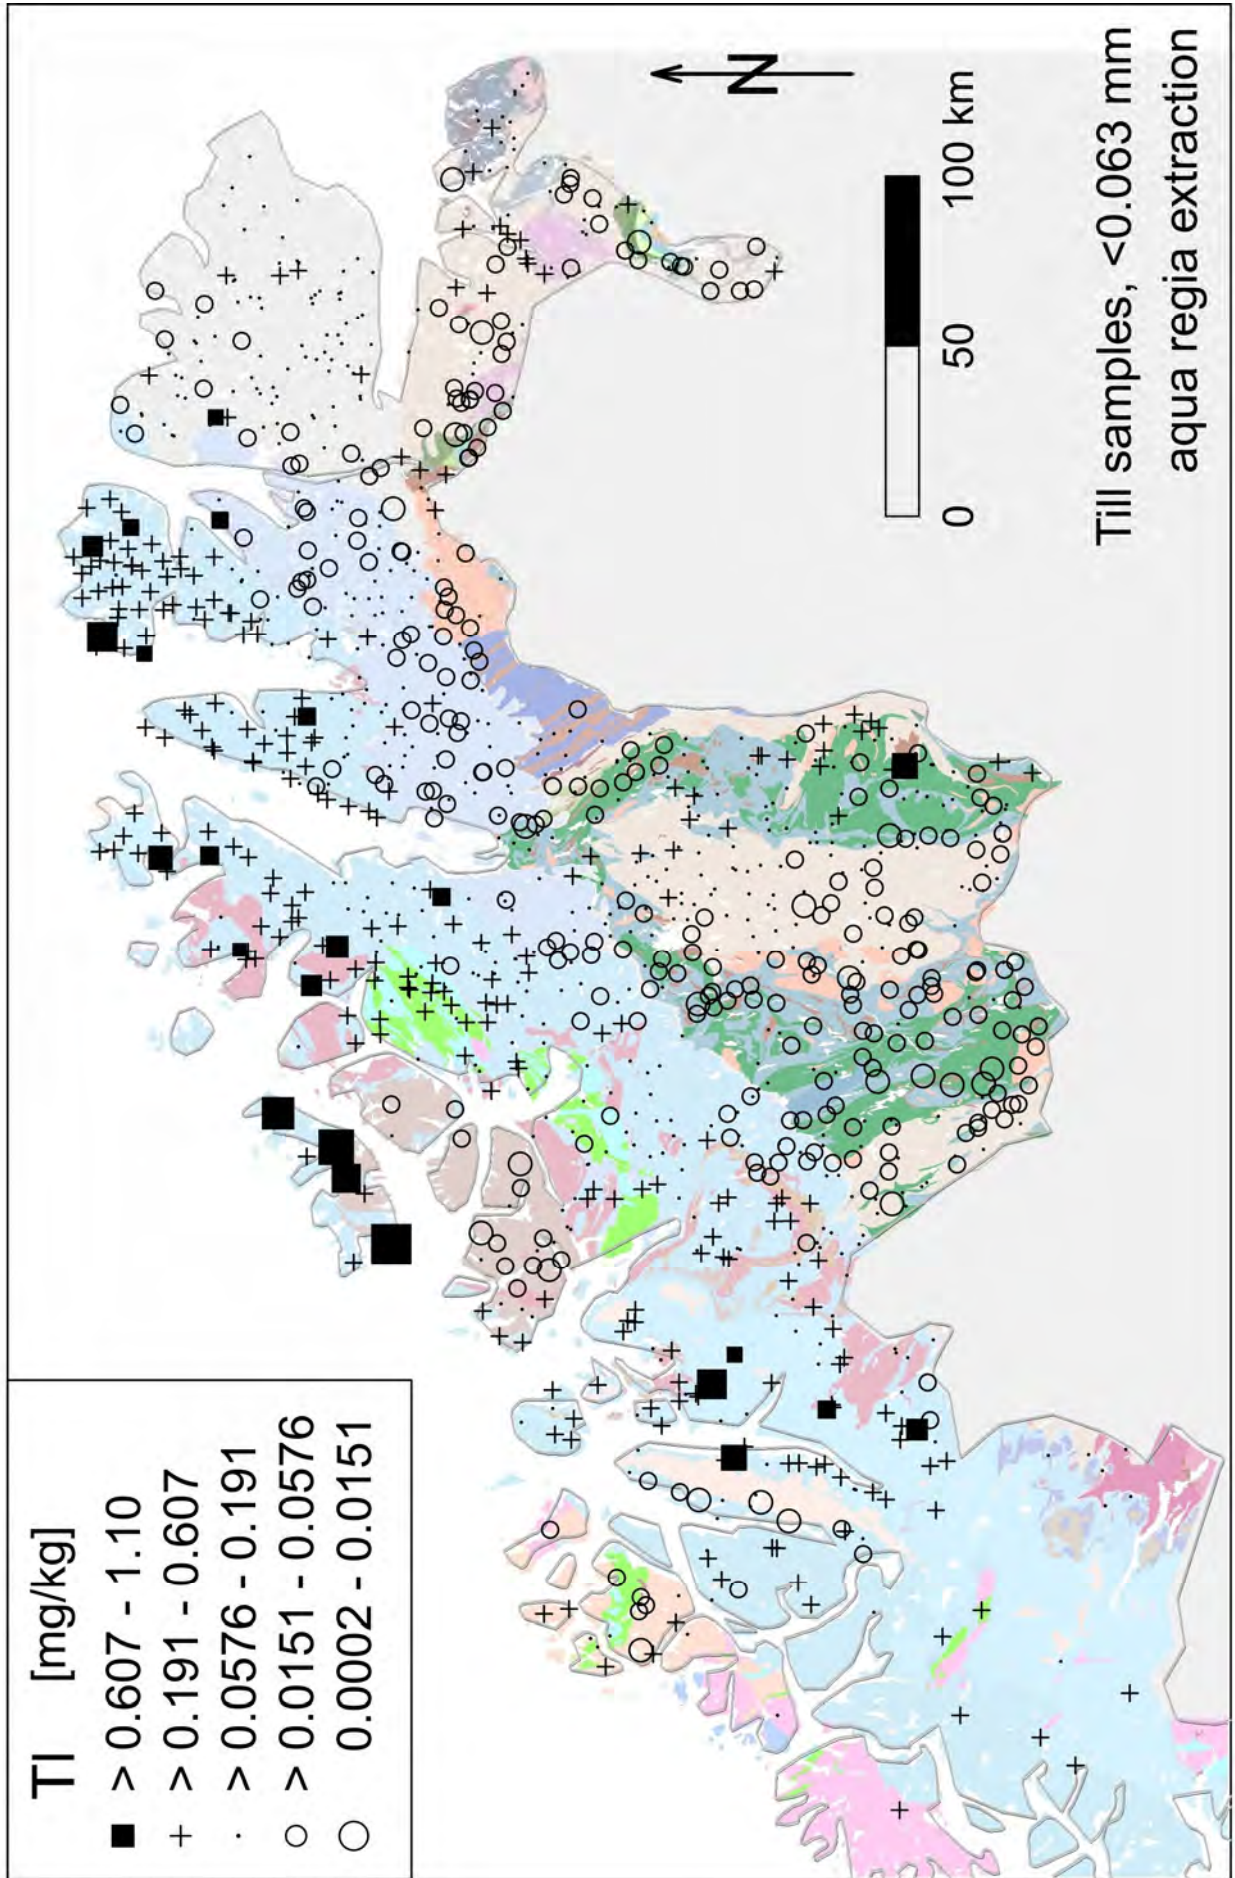 Tl [mg/kg]
> 0.607 - 1.10
> 0.191 - 0.607
> 0.0576 - 0.191
> 0.0151 - 0.0576
0.0002 - 0.0151
N
0 50 100 km
Till samples, <0.063 mm
aqua regia extraction